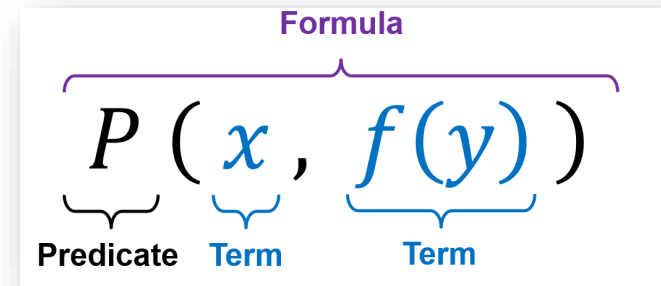 Formula
P(x, f(y))
Predicate Term Term